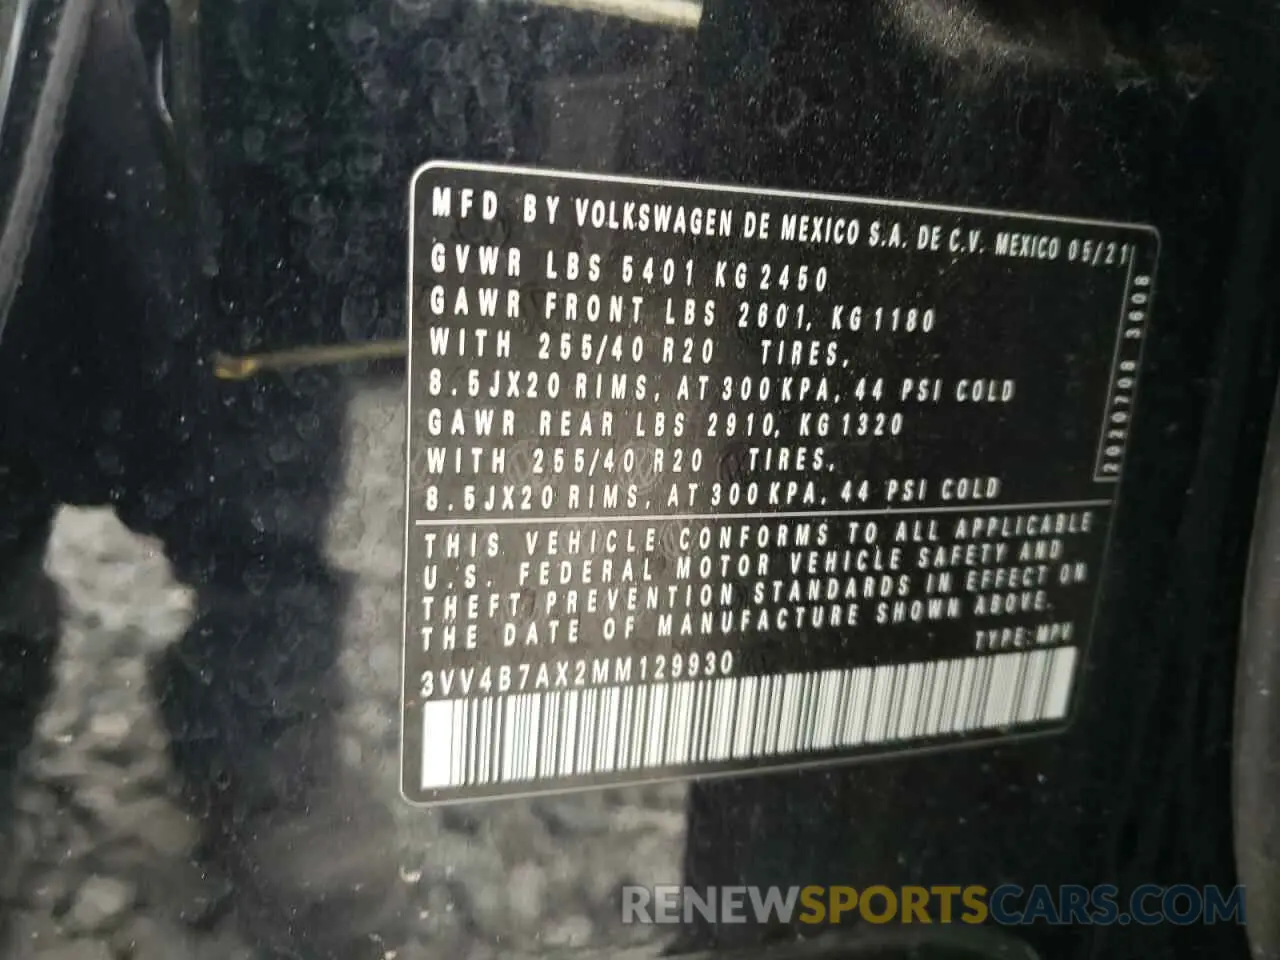 MFD BY VOLKSWAGEN DE MEXICO S.A. DE C.V. MEXICO 05/21
GVWR LBS 5401 KG 2450
GAWR FRONT LBS 2601, KG 1180
WITH 255/40 R20 TIRES,
8.5JX20 RIMS, AT 300 KPA, 44 PSI COLD
GAWR REAR LBS 2910, KG 1320
WITH 255/40 R20 TIRES,
8.5JX20 RIMS, AT 300 KPA, 44 PSI COLD
2020708 3608
THIS VEHICLE CONFORMS TO ALL APPLICABLE
U.S. FEDERAL MOTOR VEHICLE SAFETY AND
THEFT PREVENTION STANDARDS IN EFFECT ON
THE DATE OF MANUFACTURE SHOWN ABOVE.
TYPE: MPV
3VV4B7AX2MM129930
RENEWSPORTSCARS.COM